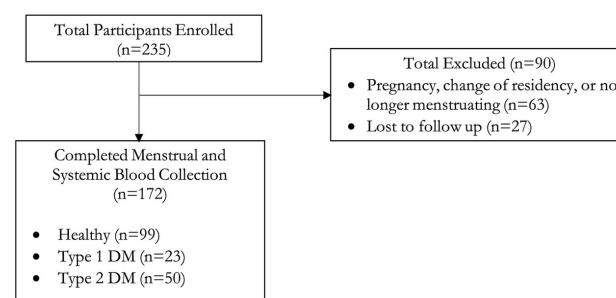 Total Participants Enrolled
(n=235)
Total Excluded (n=90)
• Pregnancy, change of residency, or no
longer menstruating (n=63)
• Lost to follow up (n=27)
Completed Menstrual and
Systemic Blood Collection
(n=172)
• Healthy (n=99)
• Type 1 DM (n=23)
• Type 2 DM (n=50)